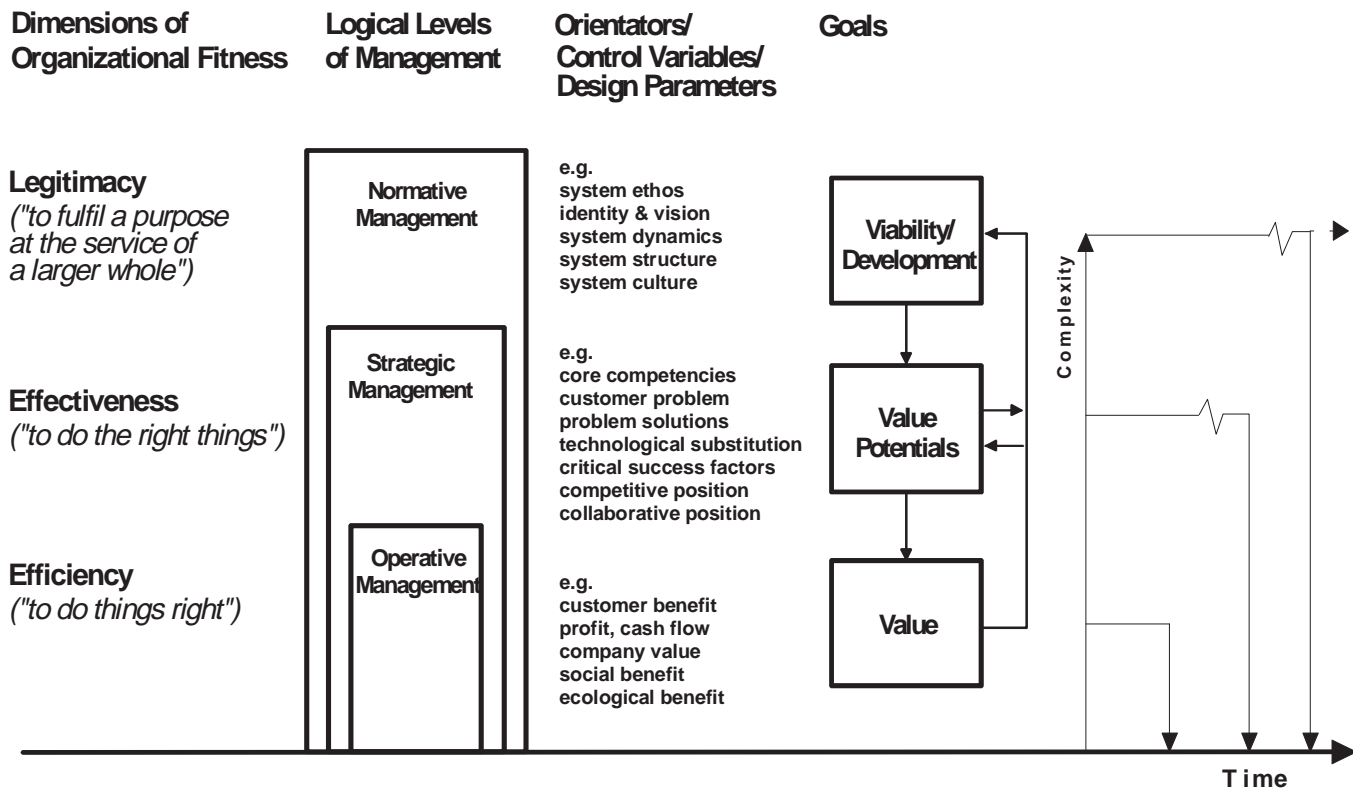 Dimensions of
Organizational Fitness
Logical Levels
of Management
Orientators/
Control Variables/
Design Parameters
Goals
Legitimacy
("to fulfil a purpose
at the service of
a larger whole")
Normative
Management
e.g.
system ethos
identity & vision
system dynamics
system structure
system culture
Viability/
Development
Complexity
Effectiveness
("to do the right things")
Strategic
Management
e.g.
core competencies
customer problem
problem solutions
technological substitution
critical success factors
competitive position
collaborative position
Value
Potentials
Efficiency
("to do things right")
Operative
Management
e.g.
customer benefit
profit, cash flow
company value
social benefit
ecological benefit
Value
Time